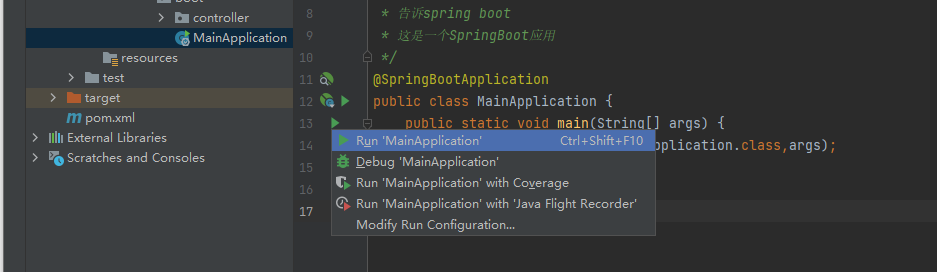 boot
controller
MainApplication
resources
test
target
pom.xml
External Libraries
Scratches and Consoles
8 * 告诉spring boot
9 * 这是一个SpringBoot应用
10 */
11 @SpringBootApplication
12 public class MainApplication {
13 public static void main(String[] args) {
14 pplication.class,args);
15
16
17
Run 'MainApplication' Ctrl+Shift+F10
Debug 'MainApplication'
Run 'MainApplication' with Coverage
Run 'MainApplication' with 'Java Flight Recorder'
Modify Run Configuration...